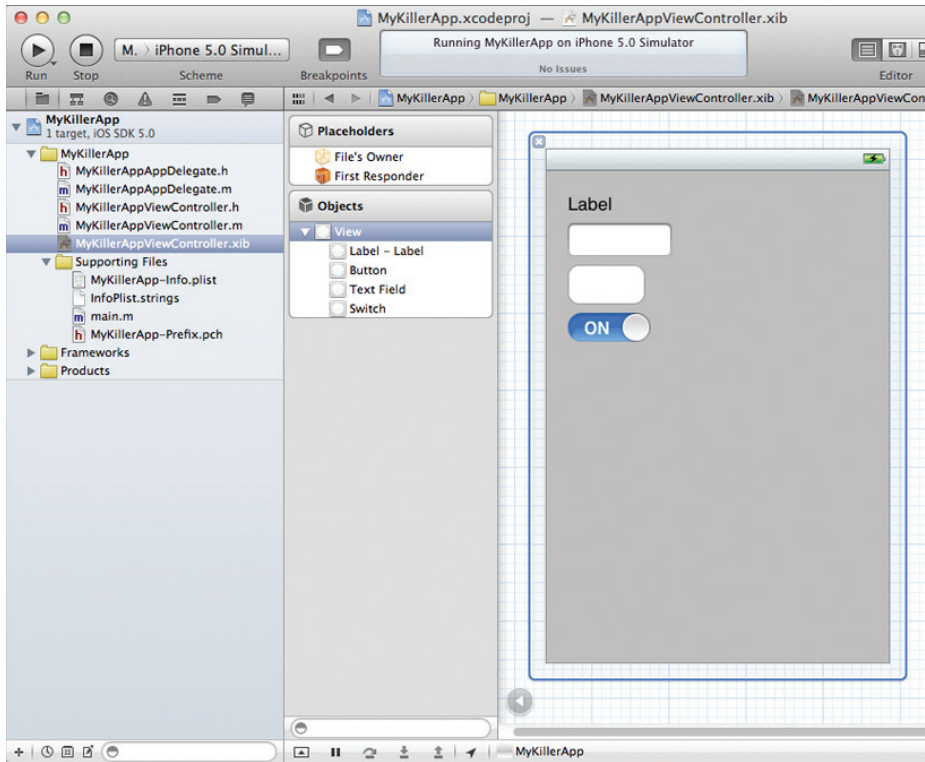 MyKillerApp.xcodeproj — MyKillerAppViewController.xib
M. iPhone 5.0 Simul...
Running MyKillerApp on iPhone 5.0 Simulator
No Issues
Run Stop Scheme Breakpoints Editor
MyKillerApp MyKillerApp MyKillerAppViewController.xib MyKillerAppViewCon
MyKillerApp
1 target, iOS SDK 5.0
MyKillerApp
h MyKillerAppAppDelegate.h
m MyKillerAppAppDelegate.m
h MyKillerAppViewController.h
m MyKillerAppViewController.m
MyKillerAppViewController.xib
Supporting Files
MyKillerApp-Info.plist
InfoPlist.strings
m main.m
h MyKillerApp-Prefix.pch
Frameworks
Products
Placeholders
File's Owner
First Responder
Objects
View
Label - Label
Button
Text Field
Switch
Label
ON
MyKillerApp